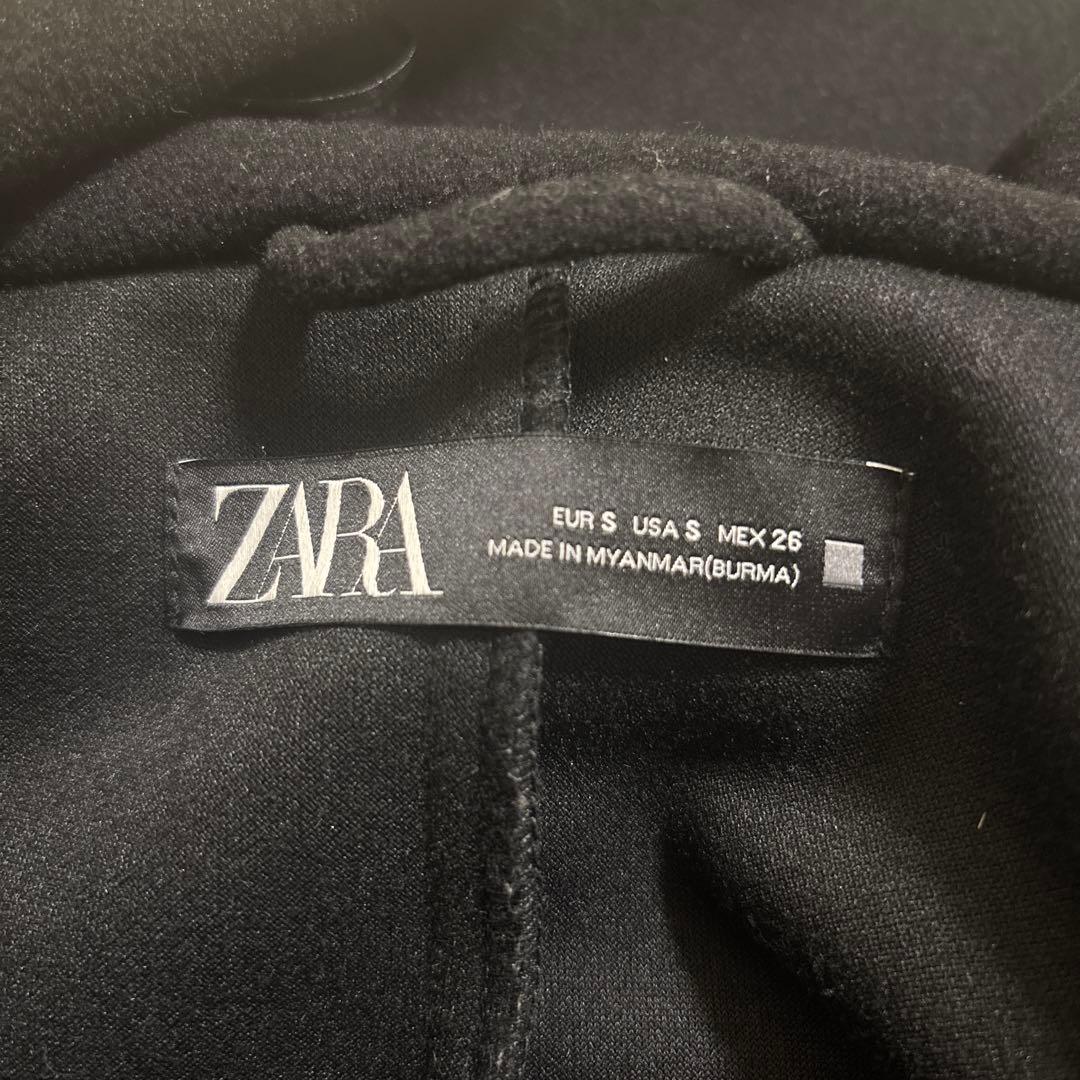 ZARA
EUR S USA S MEX 26
MADE IN MYANMAR(BURMA)